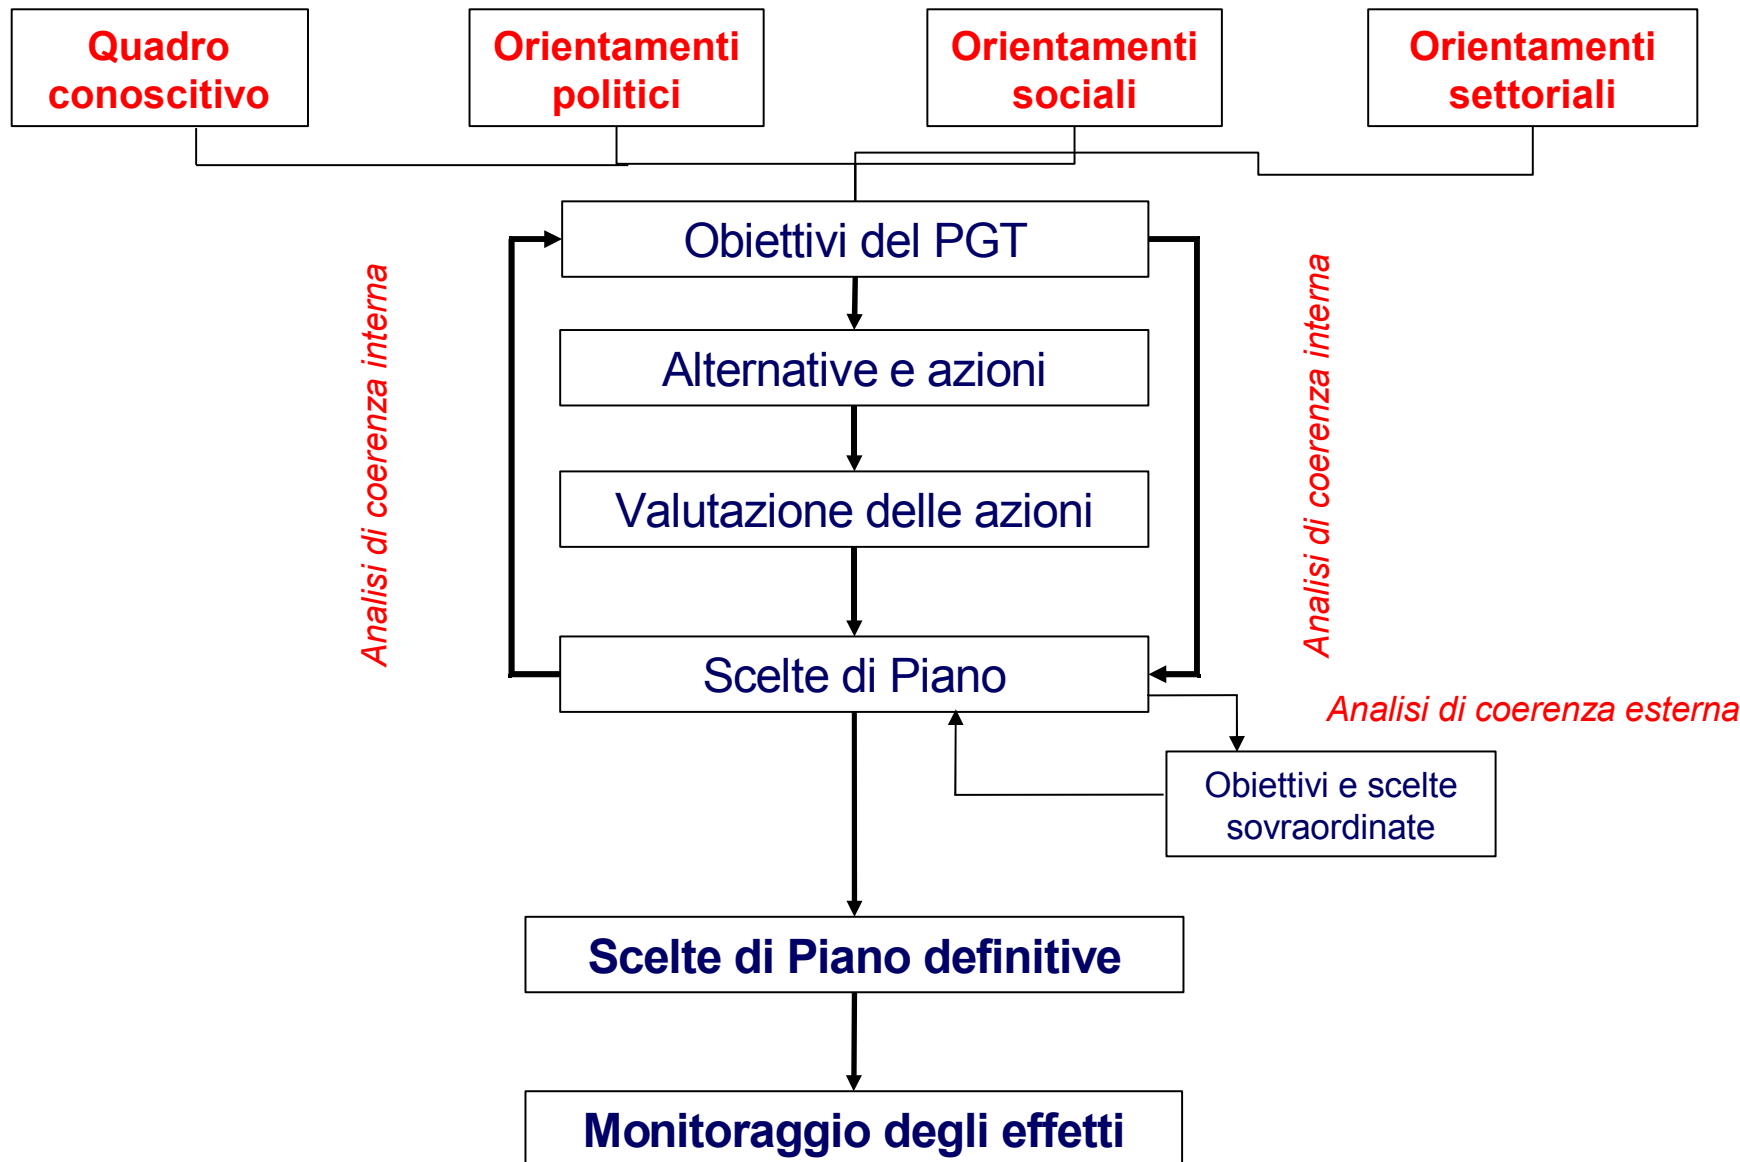 Quadro
conoscitivo
Orientamenti
politici
Orientamenti
sociali
Orientamenti
settoriali
Obiettivi del PGT
Alternative e azioni
Valutazione delle azioni
Scelte di Piano
Analisi di coerenza interna
Analisi di coerenza interna
Analisi di coerenza esterna
Obiettivi e scelte
sovraordinate
Scelte di Piano definitive
Monitoraggio degli effetti